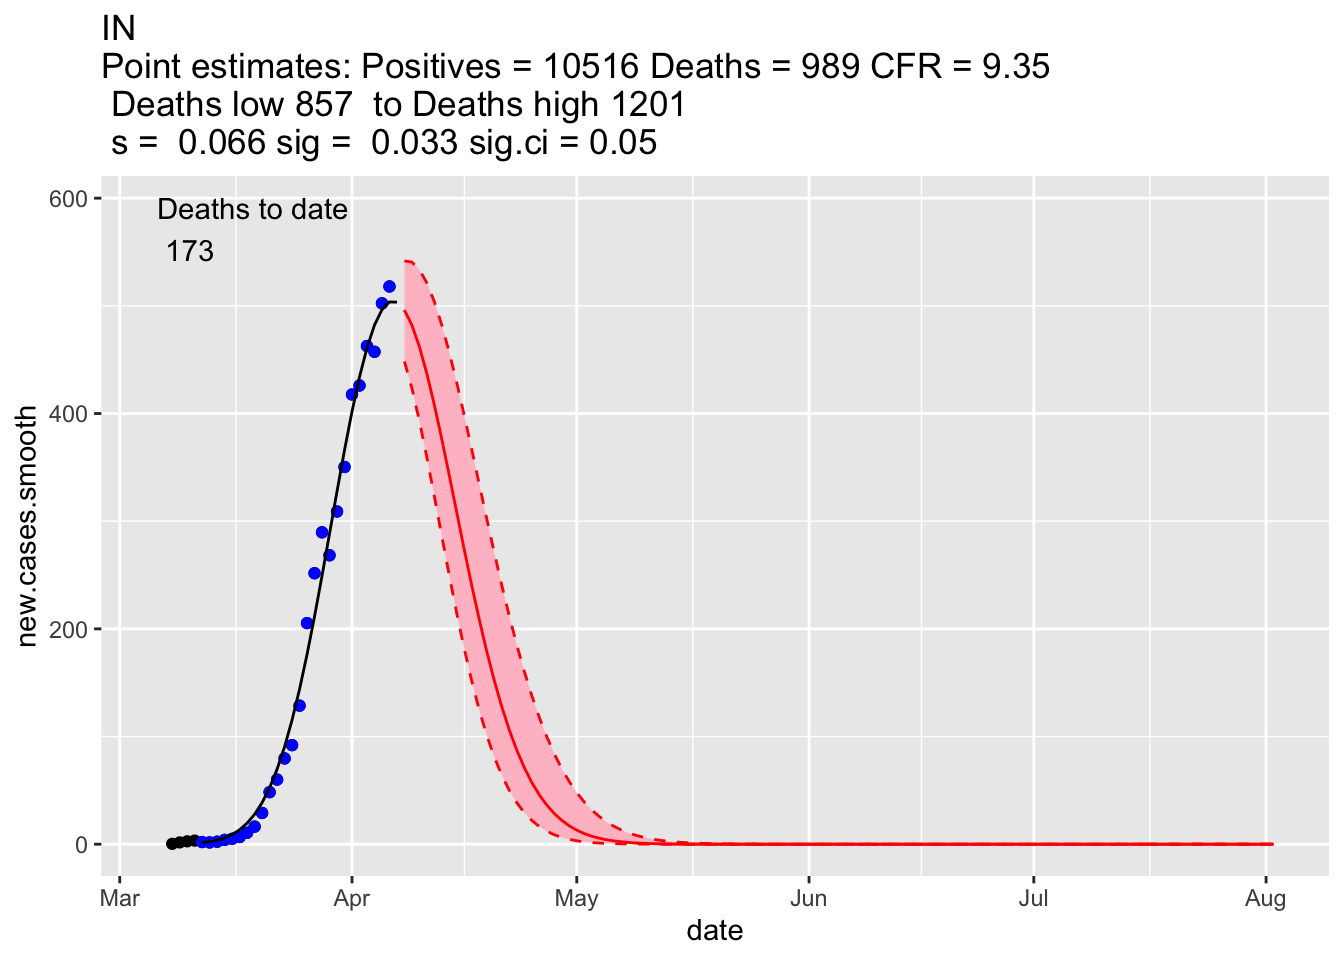 IN
Point estimates: Positives = 10516 Deaths = 989 CFR = 9.35
Deaths low 857  to Deaths high 1201
s =  0.066 sig =  0.033 sig.ci = 0.05
Deaths to date
173
600
400
200
0
new.cases.smooth
Mar Apr May Jun Jul Aug
date